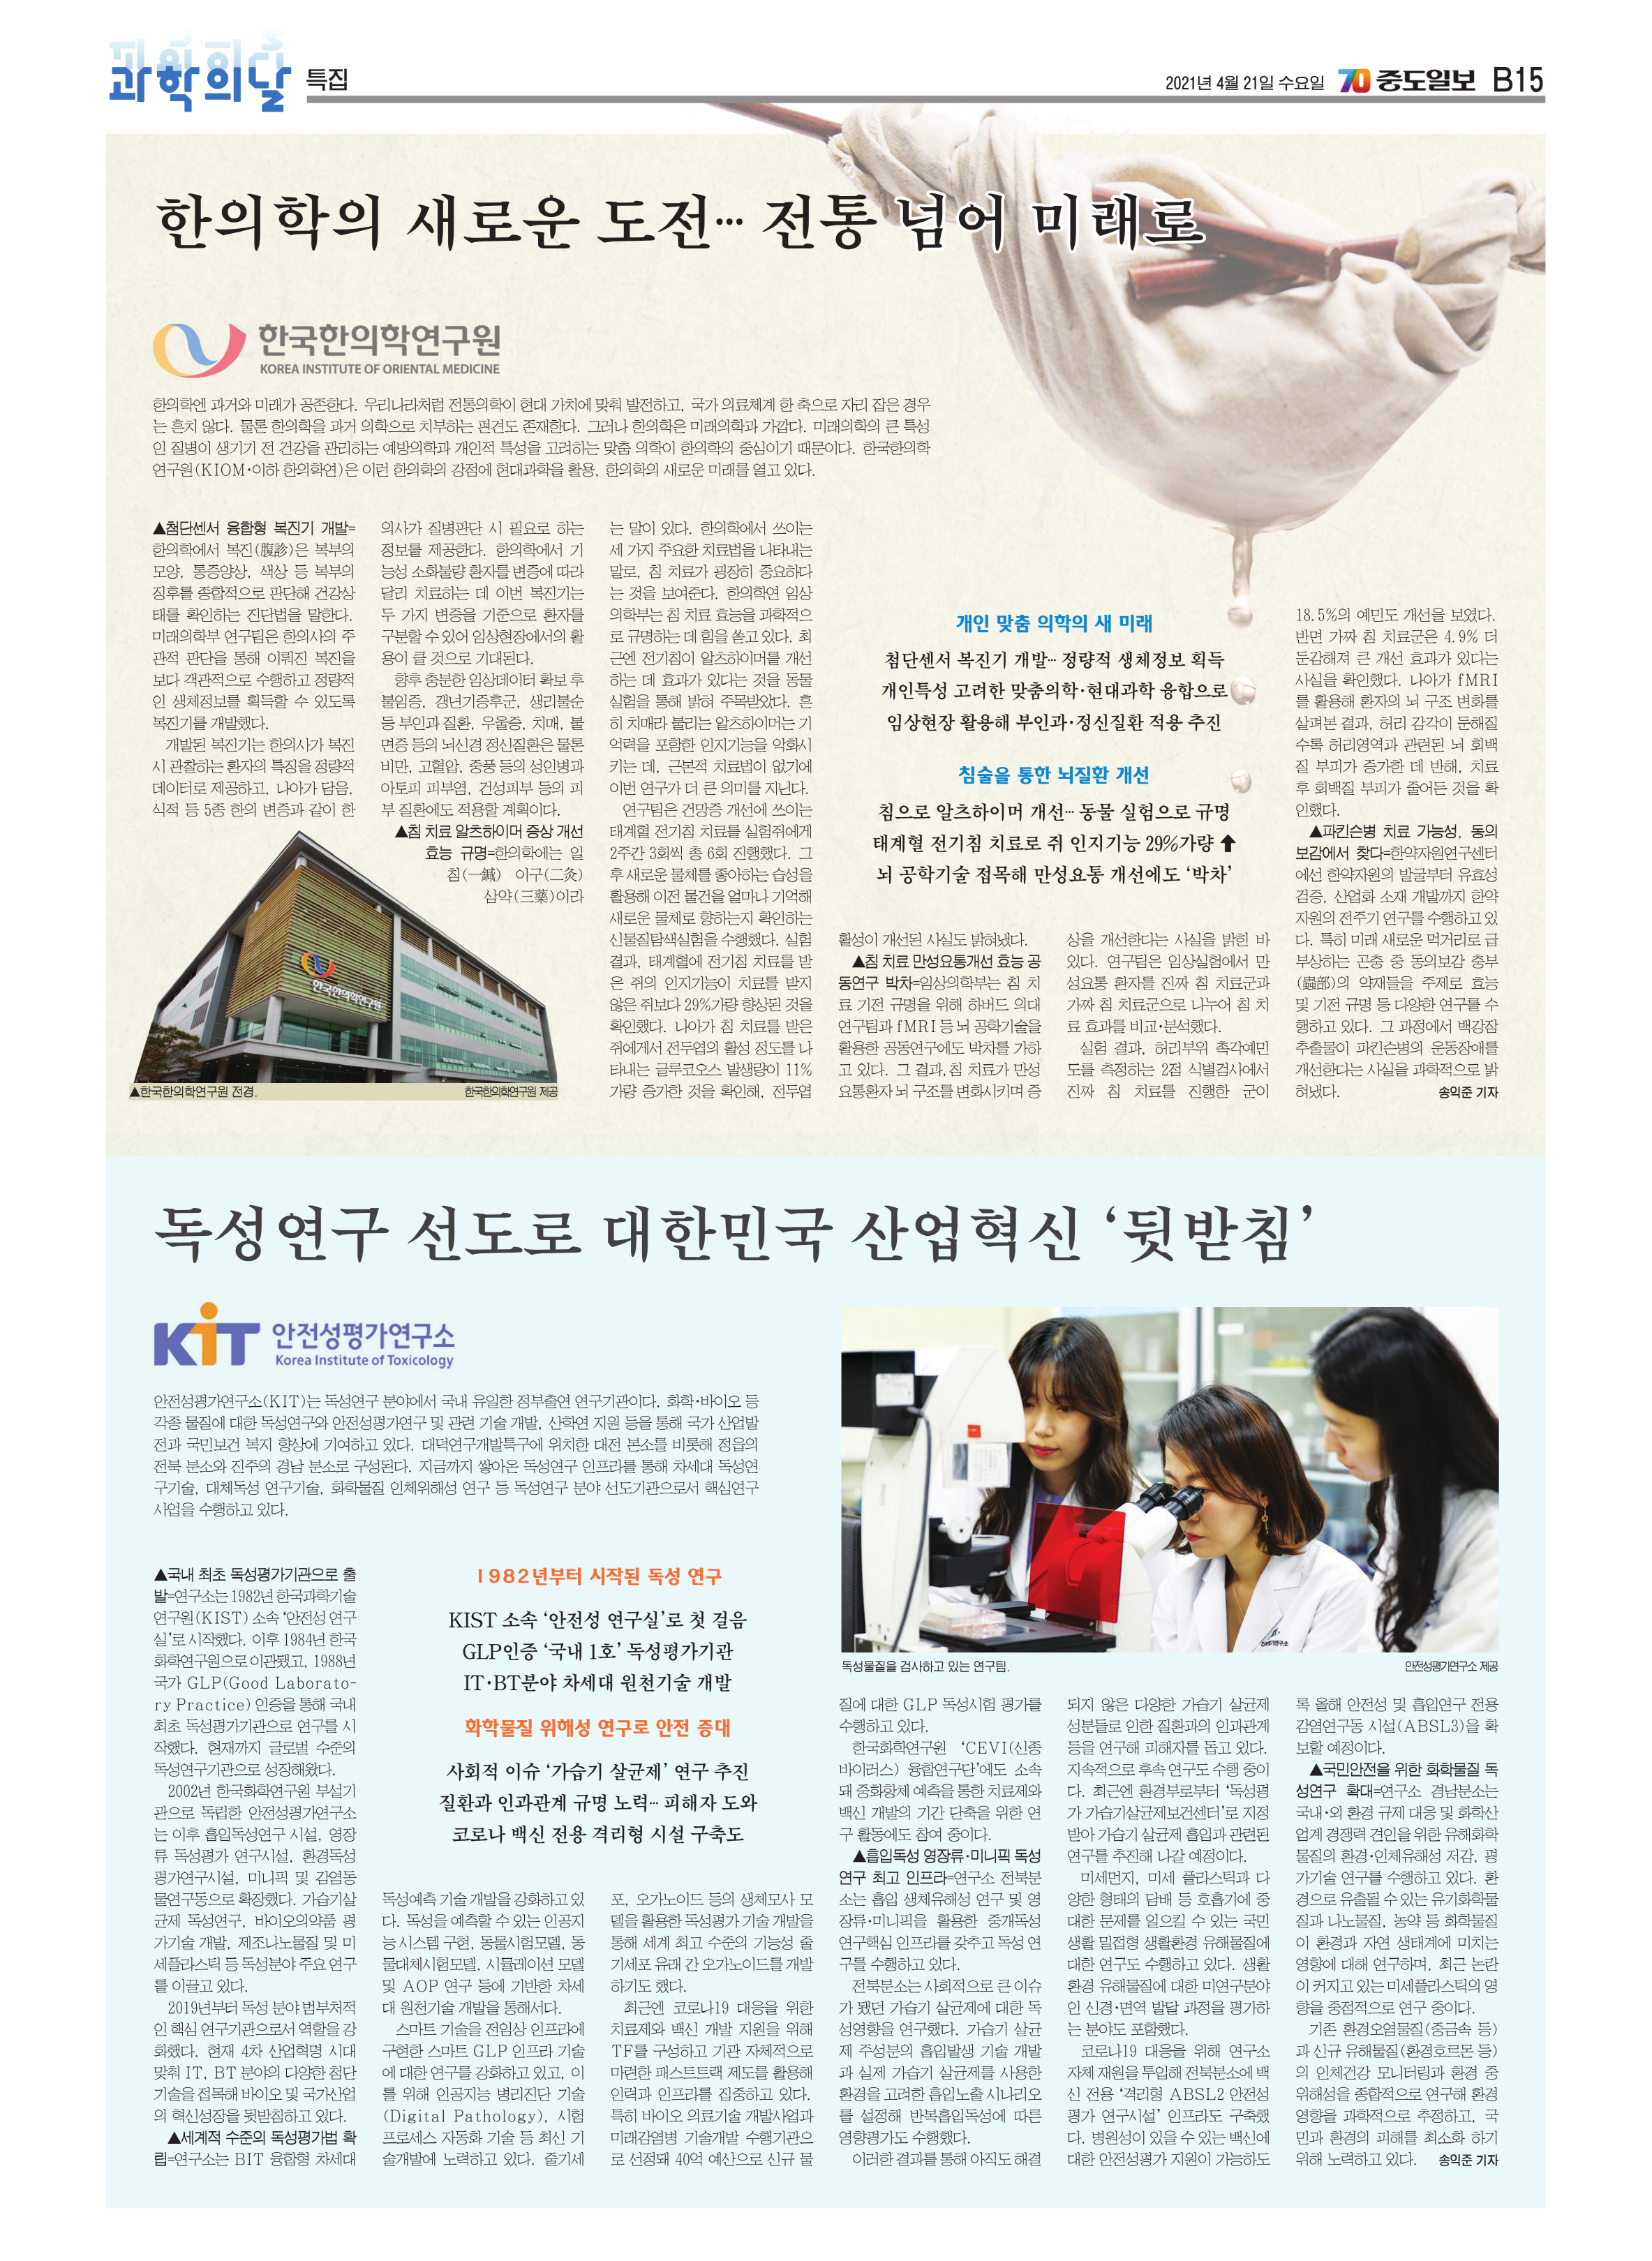 과학의날 특집
2021년 4월 21일 수요일 70 중도일보 B15
한의학의 새로운 도전… 전통 넘어 미래로
한국한의학연구원
KOREA INSTITUTE OF ORIENTAL MEDICINE
한의학엔 과거와 미래가 공존한다. 우리나라처럼 전통의학이 현대 가치에 맞춰 발전하고, 국가 의료체계 한 축으로 자리 잡은 경우
는 흔치 않다. 물론 한의학을 과거 의학으로 치부하는 편견도 존재한다. 그러나 한의학은 미래의학과 가깝다. 미래의학의 큰 특성
인 질병이 생기기 전 건강을 관리하는 예방의학과 개인적 특성을 고려하는 맞춤 의학이 한의학의 중심이기 때문이다. 한국한의학
연구원(KIOM·이하 한의학연)은 이런 한의학의 강점에 현대과학을 활용, 한의학의 새로운 미래를 열고 있다.
▲첨단센서 융합형 복진기 개발=
한의학에서 복진(腹診)은 복부의
모양, 통증양상, 색상 등 복부의
징후를 종합적으로 판단해 건강상
태를 확인하는 진단법을 말한다.
미래의학부 연구팀은 한의사의 주
관적 판단을 통해 이뤄진 복진을
보다 객관적으로 수행하고 정량적
인 생체정보를 획득할 수 있도록
복진기를 개발했다.
개발된 복진기는 한의사가 복진
시 관찰하는 환자의 특징을 정량적
데이터로 제공하고, 나아가 담음,
식적 등 5종 한의 변증과 같이 한
의사가 질병판단 시 필요로 하는
정보를 제공한다. 한의학에서 기
능성 소화불량 환자를 변증에 따라
달리 치료하는 데 이번 복진기는
두 가지 변증을 기준으로 환자를
구분할 수 있어 임상현장에서의 활
용이 클 것으로 기대된다.
향후 충분한 임상데이터 확보 후
불임증, 갱년기증후군, 생리불순
등 부인과 질환, 우울증, 치매, 불
면증 등의 뇌신경 정신질환은 물론
비만, 고혈압, 중풍 등의 성인병과
아토피 피부염, 건성피부 등의 피
부 질환에도 적용할 계획이다.
▲침 치료 알츠하이머 증상 개선
효능 규명=한의학에는 일
침(一鍼) 이구(二灸)
삼약(三藥)이라
한국한의학연구원
▲한국한의학연구원 전경. 한국한의학연구원 제공
는 말이 있다. 한의학에서 쓰이는
세 가지 주요한 치료법을 나타내는
말로, 침 치료가 굉장히 중요하다
는 것을 보여준다. 한의학연 임상
의학부는 침 치료 효능을 과학적으
로 규명하는 데 힘을 쏟고 있다. 최
근엔 전기침이 알츠하이머를 개선
하는 데 효과가 있다는 것을 동물
실험을 통해 밝혀 주목받았다. 흔
히 치매라 불리는 알츠하이머는 기
억력을 포함한 인지기능을 악화시
키는 데, 근본적 치료법이 없기에
이번 연구가 더 큰 의미를 지닌다.
연구팀은 건망증 개선에 쓰이는
태계혈 전기침 치료를 실험쥐에게
2주간 3회씩 총 6회 진행했다. 그
후 새로운 물체를 좋아하는 습성을
활용해 이전 물건을 얼마나 기억해
새로운 물체로 향하는지 확인하는
신물질탐색실험을 수행했다. 실험
결과, 태계혈에 전기침 치료를 받
은 쥐의 인지기능이 치료를 받지
않은 쥐보다 29%가량 향상된 것을
확인했다. 나아가 침 치료를 받은
쥐에게서 전두엽의 활성 정도를 나
타내는 글루코오스 발생량이 11%
가량 증가한 것을 확인해, 전두엽
개인 맞춤 의학의 새 미래
첨단센서 복진기 개발… 정량적 생체정보 획득
개인특성 고려한 맞춤의학·현대과학 융합으로
임상현장 활용해 부인과·정신질환 적용 추진
침술을 통한 뇌질환 개선
침으로 알츠하이머 개선… 동물 실험으로 규명
태계혈 전기침 치료로 쥐 인지기능 29%가량 ↑
뇌 공학기술 접목해 만성요통 개선에도 ‘박차’
활성이 개선된 사실도 밝혀냈다.
▲침 치료 만성요통개선 효능 공
동연구 박차=임상의학부는 침 치
료 기전 규명을 위해 하버드 의대
연구팀과 fMRI 등 뇌 공학기술을
활용한 공동연구에도 박차를 가하
고 있다. 그 결과, 침 치료가 만성
요통환자 뇌 구조를 변화시키며 증
상을 개선한다는 사실을 밝힌 바
있다. 연구팀은 임상실험에서 만
성요통 환자를 진짜 침 치료군과
가짜 침 치료군으로 나누어 침 치
료 효과를 비교·분석했다.
실험 결과, 허리부위 촉각예민
도를 측정하는 2점 식별검사에서
진짜 침 치료를 진행한 군이
18.5%의 예민도 개선을 보였다.
반면 가짜 침 치료군은 4.9% 더
둔감해져 큰 개선 효과가 있다는
사실을 확인했다. 나아가 fMRI
를 활용해 환자의 뇌 구조 변화를
살펴본 결과, 허리 감각이 둔해질
수록 허리영역과 관련된 뇌 회백
질 부피가 증가한 데 반해, 치료
후 회백질 부피가 줄어든 것을 확
인했다.
▲파킨슨병 치료 가능성, 동의
보감에서 찾다=한약자원연구센터
에선 한약자원의 발굴부터 유효성
검증, 산업화 소재 개발까지 한약
자원의 전주기 연구를 수행하고 있
다. 특히 미래 새로운 먹거리로 급
부상하는 곤충 중 동의보감 충부
(蟲部)의 약재들을 주제로 효능
및 기전 규명 등 다양한 연구를 수
행하고 있다. 그 과정에서 백강잠
추출물이 파킨슨병의 운동장애를
개선한다는 사실을 과학적으로 밝
혀냈다. 송익준 기자
독성연구 선도로 대한민국 산업혁신 ‘뒷받침’
KIT 안전성평가연구소
Korea Institute of Toxicology
안전성평가연구소(KIT)는 독성연구 분야에서 국내 유일한 정부출연 연구기관이다. 화학·바이오 등
각종 물질에 대한 독성연구와 안전성평가연구 및 관련 기술 개발, 산학연 지원 등을 통해 국가 산업발
전과 국민보건 복지 향상에 기여하고 있다. 대덕연구개발특구에 위치한 대전 본소를 비롯해 정읍의
전북 분소와 진주의 경남 분소로 구성된다. 지금까지 쌓아온 독성연구 인프라를 통해 차세대 독성연
구기술, 대체독성 연구기술, 화학물질 인체위해성 연구 등 독성연구 분야 선도기관으로서 핵심연구
사업을 수행하고 있다.
▲국내 최초 독성평가기관으로 출
발=연구소는 1982년 한국과학기술
연구원(KIST) 소속 ‘안전성 연구
실’로 시작했다. 이후 1984년 한국
화학연구원으로 이관됐고, 1988년
국가 GLP(Good Laborato-
ry Practice) 인증을 통해 국내
최초 독성평가기관으로 연구를 시
작했다. 현재까지 글로벌 수준의
독성연구기관으로 성장해왔다.
2002년 한국화학연구원 부설기
관으로 독립한 안전성평가연구소
는 이후 흡입독성연구 시설, 영장
류 독성평가 연구시설, 환경독성
평가연구시설, 미니픽 및 감염동
물연구동으로 확장했다. 가습기살
균제 독성연구, 바이오의약품 평
가기술 개발, 제조나노물질 및 미
세플라스틱 등 독성분야 주요 연구
를 이끌고 있다.
2019년부터 독성 분야 범부처적
인 핵심 연구기관으로서 역할을 강
화했다. 현재 4차 산업혁명 시대
맞춰 IT, BT 분야의 다양한 첨단
기술을 접목해 바이오 및 국가산업
의 혁신성장을 뒷받침하고 있다.
▲세계적 수준의 독성평가법 확
립=연구소는 BIT 융합형 차세대
1982년부터 시작된 독성 연구
KIST 소속 ‘안전성 연구실’로 첫 걸음
GLP인증 ‘국내 1호’ 독성평가기관
IT·BT분야 차세대 원천기술 개발
화학물질 위해성 연구로 안전 증대
사회적 이슈 ‘가습기 살균제’ 연구 추진
질환과 인과관계 규명 노력… 피해자 도와
코로나 백신 전용 격리형 시설 구축도
독성예측 기술 개발을 강화하고 있
다. 독성을 예측할 수 있는 인공지
능 시스템 구현, 동물시험모델, 동
물대체시험모델, 시뮬레이션 모델
및 AOP 연구 등에 기반한 차세
대 원천기술 개발을 통해서다.
스마트 기술을 전임상 인프라에
구현한 스마트 GLP 인프라 기술
에 대한 연구를 강화하고 있고, 이
를 위해 인공지능 병리진단 기술
(Digital Pathology), 시험
프로세스 자동화 기술 등 최신 기
술개발에 노력하고 있다. 줄기세
포, 오가노이드 등의 생체모사 모
델을 활용한 독성평가 기술 개발을
통해 세계 최고 수준의 기능성 줄
기세포 유래 간 오가노이드를 개발
하기도 했다.
최근엔 코로나19 대응을 위한
치료제와 백신 개발 지원을 위해
TF를 구성하고 기관 자체적으로
마련한 패스트트랙 제도를 활용해
인력과 인프라를 집중하고 있다.
특히 바이오 의료기술 개발사업과
미래감염병 기술개발 수행기관으
로 선정돼 40억 예산으로 신규 물
독성물질을 검사하고 있는 연구팀. 안전성평가연구소 제공
질에 대한 GLP 독성시험 평가를
수행하고 있다.
한국화학연구원 ‘CEVI(신종
바이러스) 융합연구단’에도 소속
돼 중화항체 예측을 통한 치료제와
백신 개발의 기간 단축을 위한 연
구 활동에도 참여 중이다.
▲흡입독성 영장류·미니픽 독성
연구 최고 인프라=연구소 전북분
소는 흡입 생체유해성 연구 및 영
장류·미니픽을 활용한 중개독성
연구핵심 인프라를 갖추고 독성 연
구를 수행하고 있다.
전북분소는 사회적으로 큰 이슈
가 됐던 가습기 살균제에 대한 독
성영향을 연구했다. 가습기 살균
제 주성분의 흡입발생 기술 개발
과 실제 가습기 살균제를 사용한
환경을 고려한 흡입노출 시나리오
를 설정해 반복흡입독성에 따른
영향평가도 수행했다.
이러한 결과를 통해 아직도 해결
되지 않은 다양한 가습기 살균제
성분들로 인한 질환과의 인과관계
등을 연구해 피해자를 돕고 있다.
지속적으로 후속 연구도 수행 중이
다. 최근엔 환경부로부터 ‘독성평
가 가습기살균제보건센터’로 지정
받아 가습기 살균제 흡입과 관련된
연구를 추진해 나갈 예정이다.
미세먼지, 미세 플라스틱과 다
양한 형태의 담배 등 호흡기에 중
대한 문제를 일으킬 수 있는 국민
생활 밀접형 생활환경 유해물질에
대한 연구도 수행하고 있다. 생활
환경 유해물질에 대한 미연구분야
인 신경·면역 발달 과정을 평가하
는 분야도 포함했다.
코로나19 대응을 위해 연구소
자체 재원을 투입해 전북분소에 백
신 전용 ‘격리형 ABSL2 안전성
평가 연구시설’ 인프라도 구축했
다. 병원성이 있을 수 있는 백신에
대한 안전성평가 지원이 가능하도
록 올해 안전성 및 흡입연구 전용
감염연구동 시설(ABSL3)을 확
보할 예정이다.
▲국민안전을 위한 화학물질 독
성연구 확대=연구소 경남분소는
국내·외 환경 규제 대응 및 화학산
업계 경쟁력 견인을 위한 유해화학
물질의 환경·인체유해성 저감, 평
가기술 연구를 수행하고 있다. 환
경으로 유출될 수 있는 유기화학물
질과 나노물질, 농약 등 화학물질
이 환경과 자연 생태계에 미치는
영향에 대해 연구하며, 최근 논란
이 커지고 있는 미세플라스틱의 영
향을 중점적으로 연구 중이다.
기존 환경오염물질(중금속 등)
과 신규 유해물질(환경호르몬 등)
의 인체건강 모니터링과 환경 중
위해성을 종합적으로 연구해 환경
영향을 과학적으로 추정하고, 국
민과 환경의 피해를 최소화 하기
위해 노력하고 있다. 송익준 기자